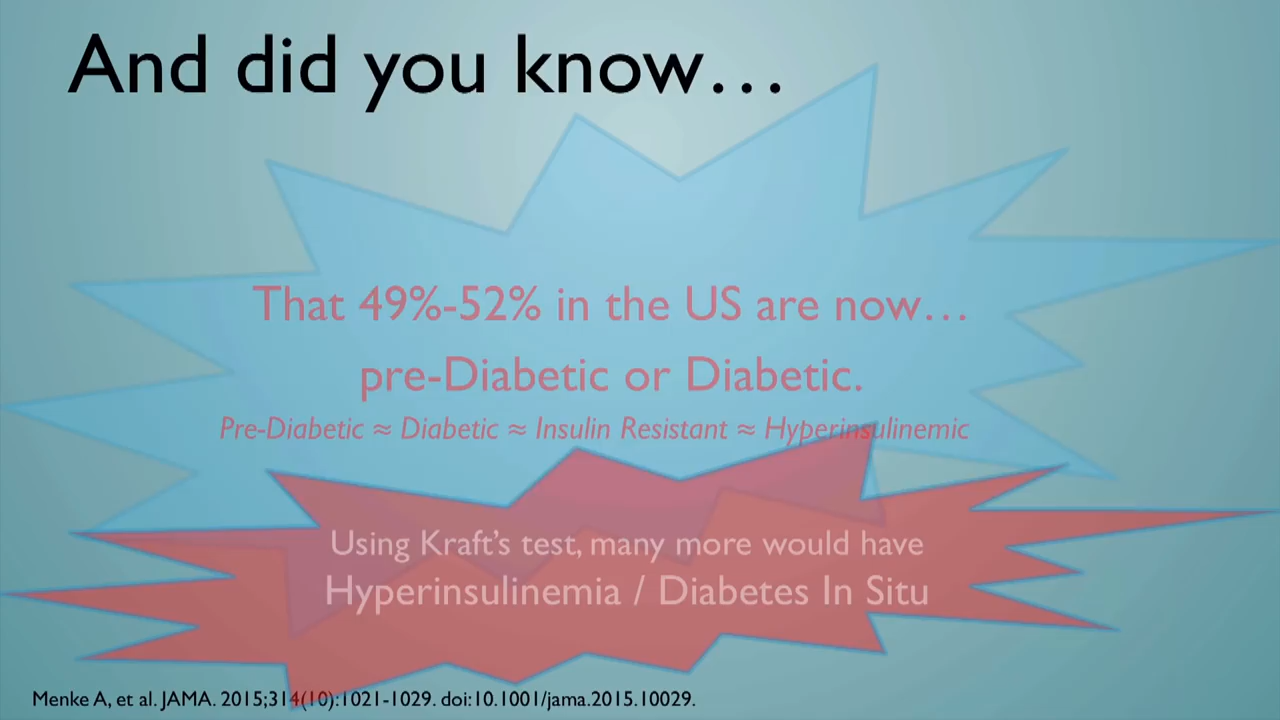 And did you know…
That 49%-52% in the US are now…
pre-Diabetic or Diabetic.
Pre-Diabetic ≈ Diabetic ≈ Insulin Resistant ≈ Hyperinsulinemic
Using Kraft’s test, many more would have
Hyperinsulinemia / Diabetes In Situ
Menke A, et al. JAMA. 2015;314(10):1021-1029. doi:10.1001/jama.2015.10029.